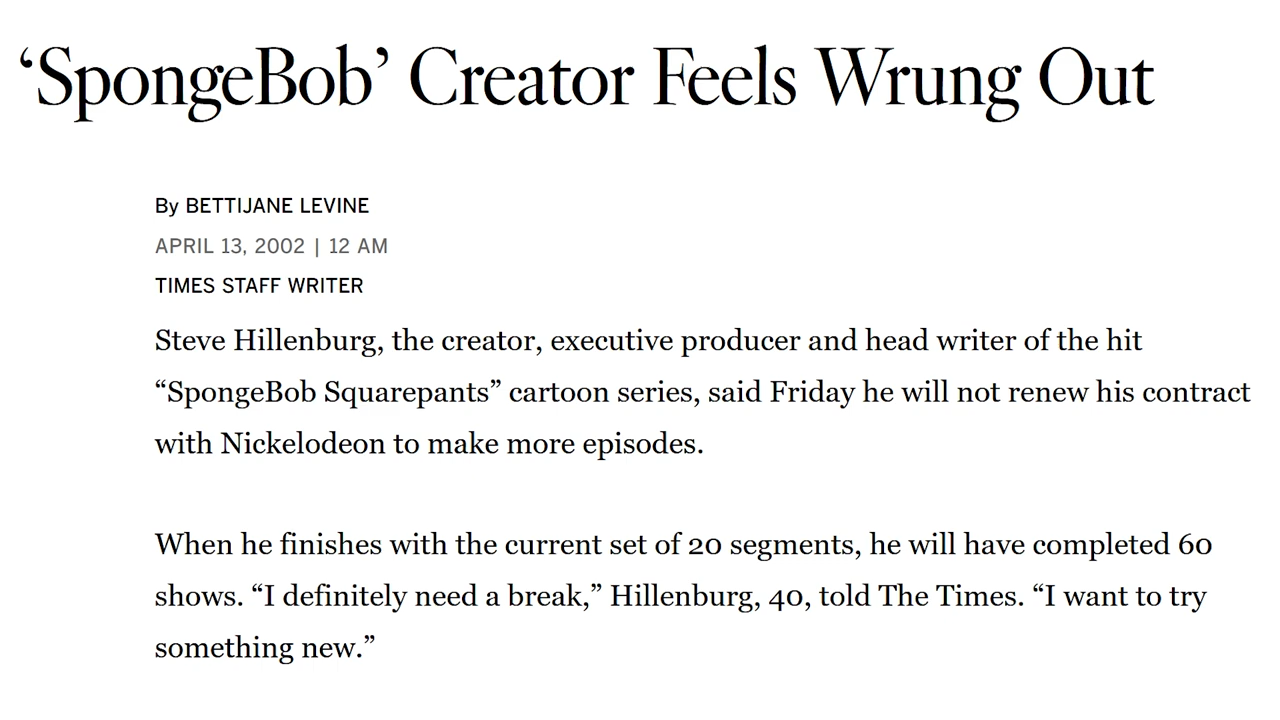 ‘SpongeBob’ Creator Feels Wrung Out
By BETTIJANE LEVINE
APRIL 13, 2002 | 12 AM
TIMES STAFF WRITER
Steve Hillenburg, the creator, executive producer and head writer of the hit
“SpongeBob Squarepants” cartoon series, said Friday he will not renew his contract
with Nickelodeon to make more episodes.
When he finishes with the current set of 20 segments, he will have completed 60
shows. “I definitely need a break,” Hillenburg, 40, told The Times. “I want to try
something new.”